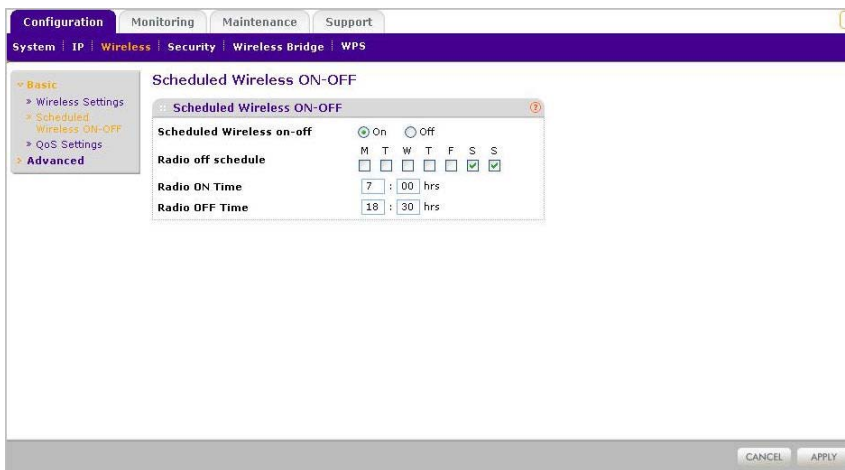 Configuration Monitoring Maintenance Support
System IP Wireless Security Wireless Bridge WPS
Basic
Wireless Settings
Scheduled
Wireless ON-OFF
QoS Settings
Advanced
Scheduled Wireless ON-OFF
Scheduled Wireless ON-OFF ?
Scheduled Wireless on-off On Off
M T W T F S S
Radio off schedule
Radio ON Time 7 : 00 hrs
Radio OFF Time 18 : 30 hrs
CANCEL APPLY